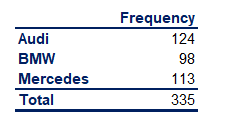 Frequency
Audi 124
BMW 98
Mercedes 113
Total 335